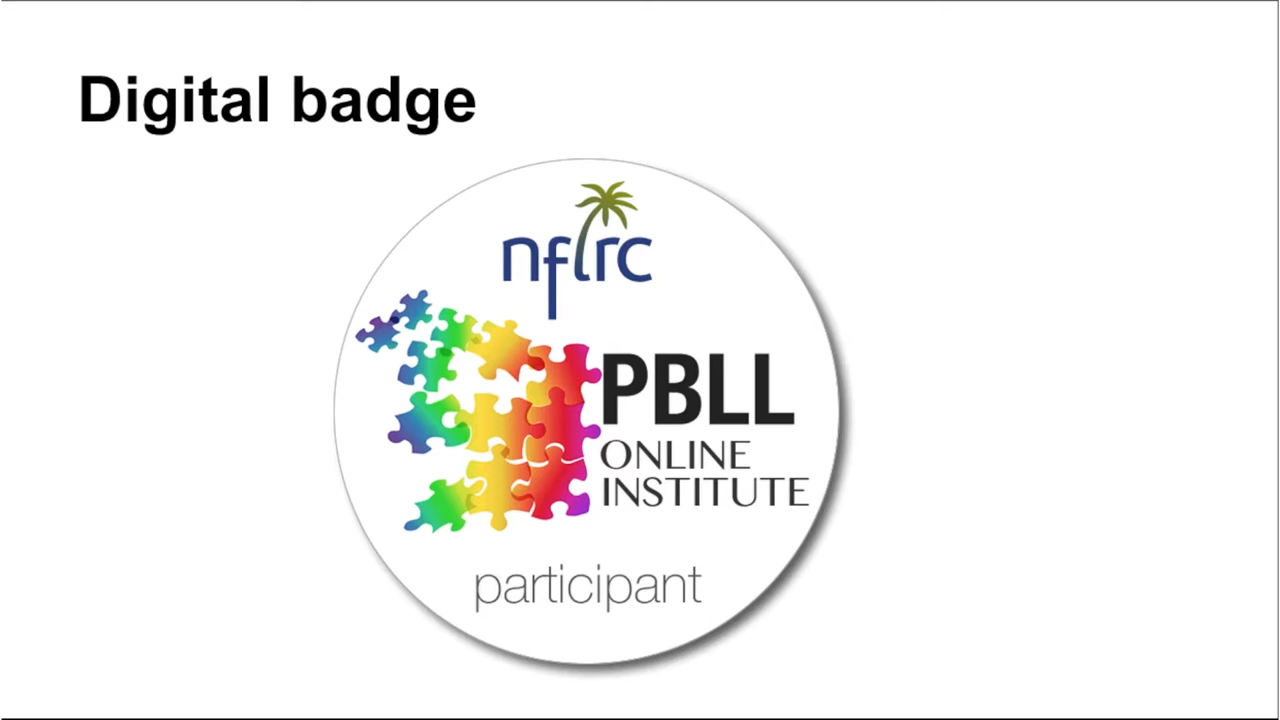 Digital badge
nflrc
PBLL
ONLINE
INSTITUTE
participant